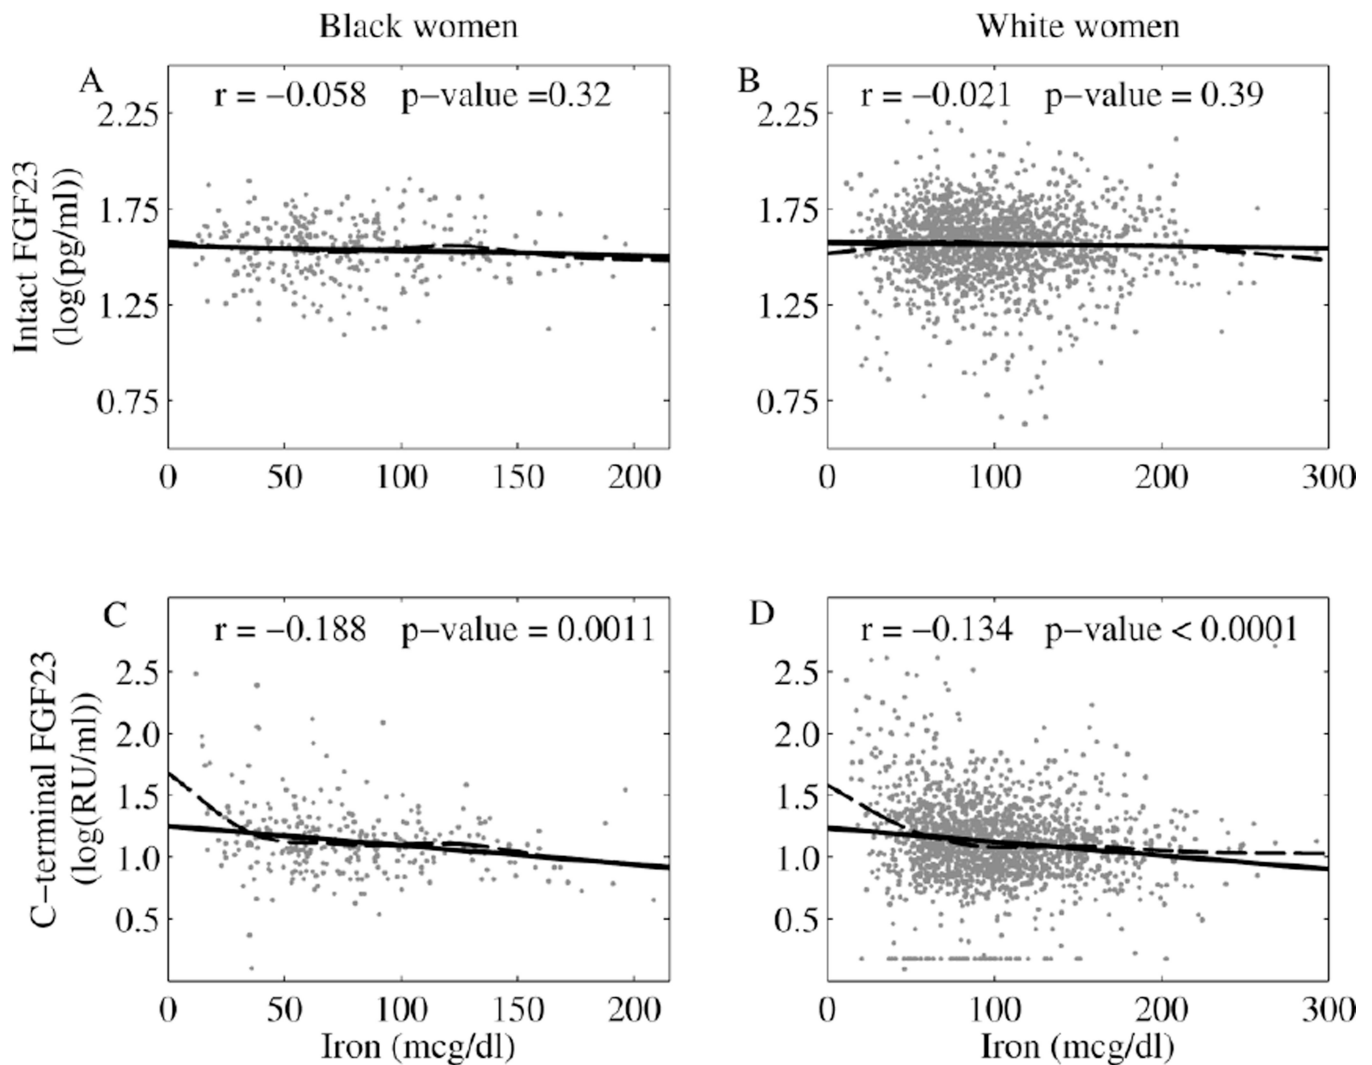 Black women
White women
A
r = −0.058 p−value =0.32
B
r = −0.021 p−value = 0.39
Intact FGF23
(log(pg/ml))
2.25
1.75
1.25
0.75
0 50 100 150 200
2.25
1.75
1.25
0.75
0 100 200 300
C
r = −0.188 p−value = 0.0011
D
r = −0.134 p−value < 0.0001
C−terminal FGF23
(log(RU/ml))
2.5
2.0
1.5
1.0
0.5
0 50 100 150 200
Iron (mcg/dl)
2.5
2.0
1.5
1.0
0.5
0 100 200 300
Iron (mcg/dl)